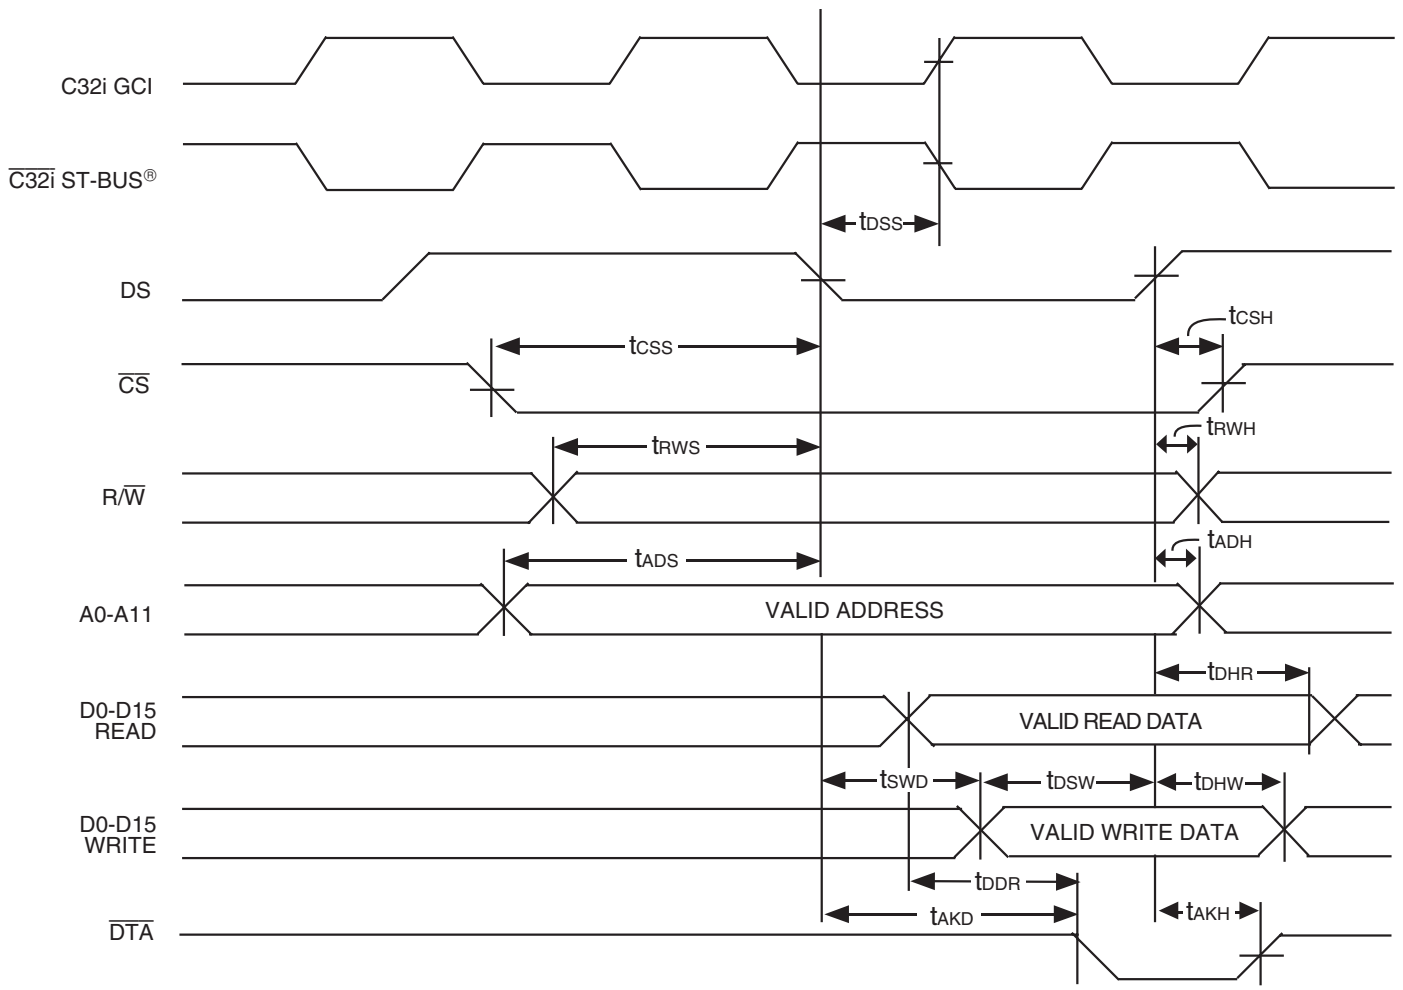 C32i GCI
C32i ST-BUS®
tDSS
DS
tCSH
tCSS
CS
tRWH
tRWS
R/W
tADH
tADS
A0-A11
VALID ADDRESS
tDHR
D0-D15
READ
VALID READ DATA
tSWD
tDSW
tDHW
D0-D15
WRITE
VALID WRITE DATA
tDDR
tAKD
tAKH
DTA